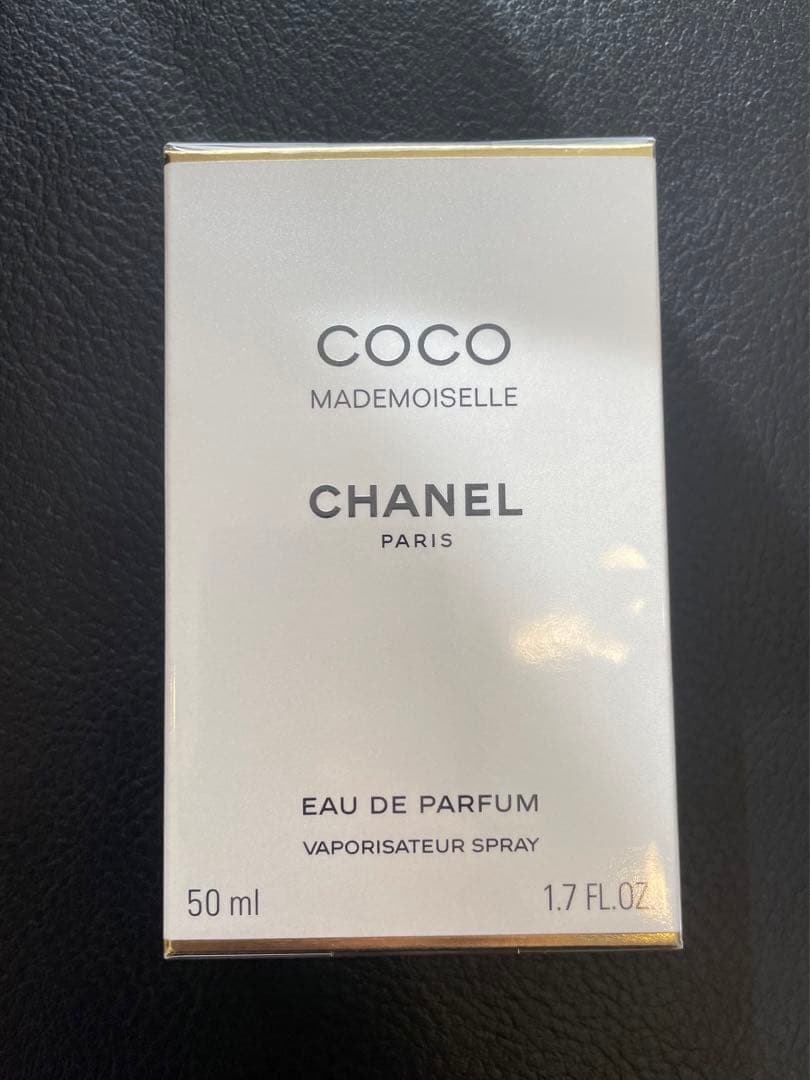 COCO
MADEMOISELLE
CHANEL
PARIS
EAU DE PARFUM
VAPORISATEUR SPRAY
50 ml
1.7 FL.OZ.